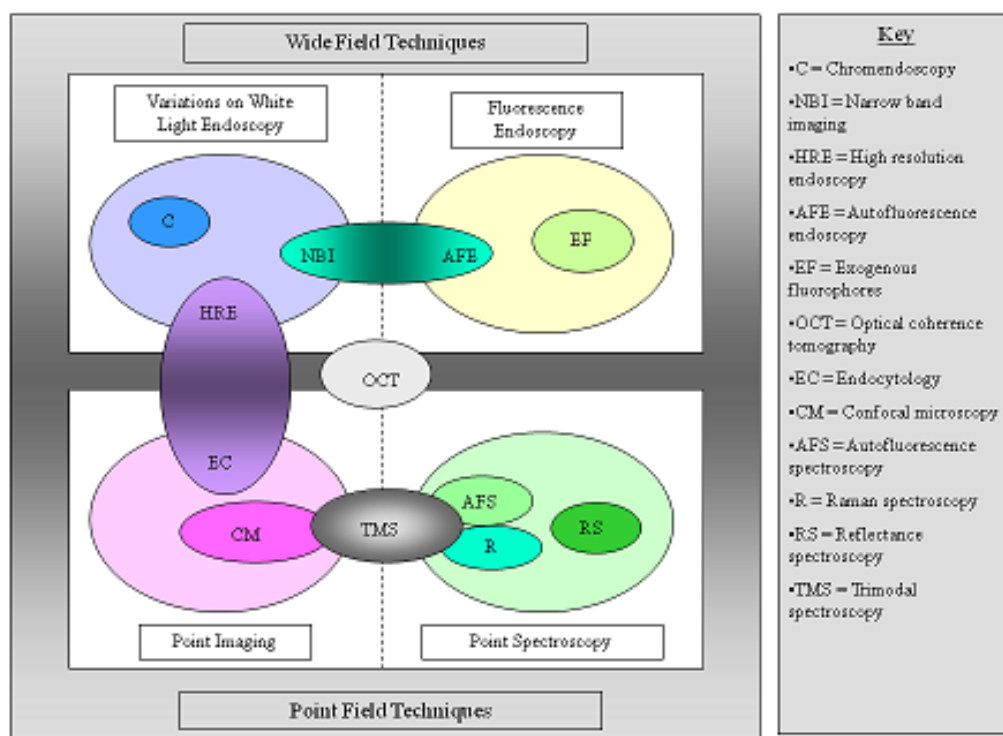 Wide Field Techniques
Variations on White
Light Endoscopy
Fluorescence
Endoscopy
C
NBI
AFE
EF
HRE
OCT
EC
CM
TMS
AFS
R
RS
Point Imaging
Point Spectroscopy
Point Field Techniques
Key
•C = Chromendoscopy
•NBI = Narrow band
imaging
•HRE = High resolution
endoscopy
•AFE = Autofluorescence
endoscopy
•EF = Exogenous
fluorophores
•OCT = Optical coherence
tomography
•EC = Endocytology
•CM = Confocal microscopy
•AFS = Autofluorescence
spectroscopy
•R = Raman spectroscopy
•RS = Reflectance
spectroscopy
•TMS = Trimodal
spectroscopy